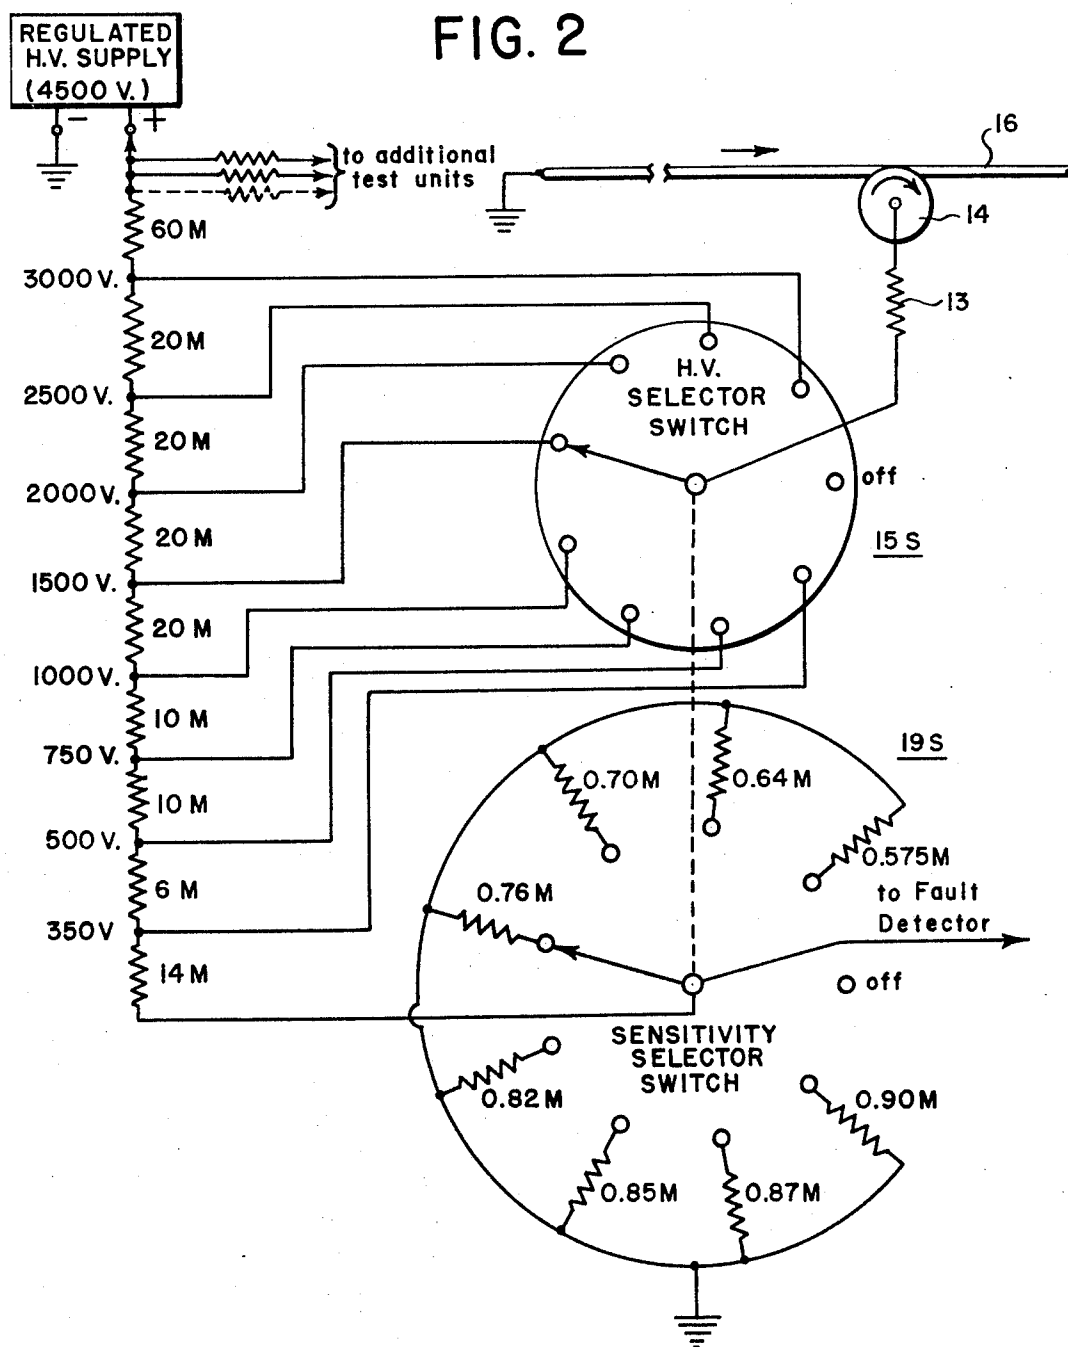 FIG. 2
REGULATED
H.V. SUPPLY
(4500 V.)
- +
to additional
test units
16
14
13
60 M
3000 V.
20 M
2500 V.
20 M
2000 V.
20 M
1500 V.
20 M
1000 V.
10 M
750 V.
10 M
500 V.
6 M
350 V
14 M
H.V.
SELECTOR
SWITCH
off
15 S
19 S
0.70 M
0.64 M
0.575 M
0.76 M
to Fault
Detector
off
SENSITIVITY
SELECTOR
SWITCH
0.82 M
0.90 M
0.85 M
0.87 M